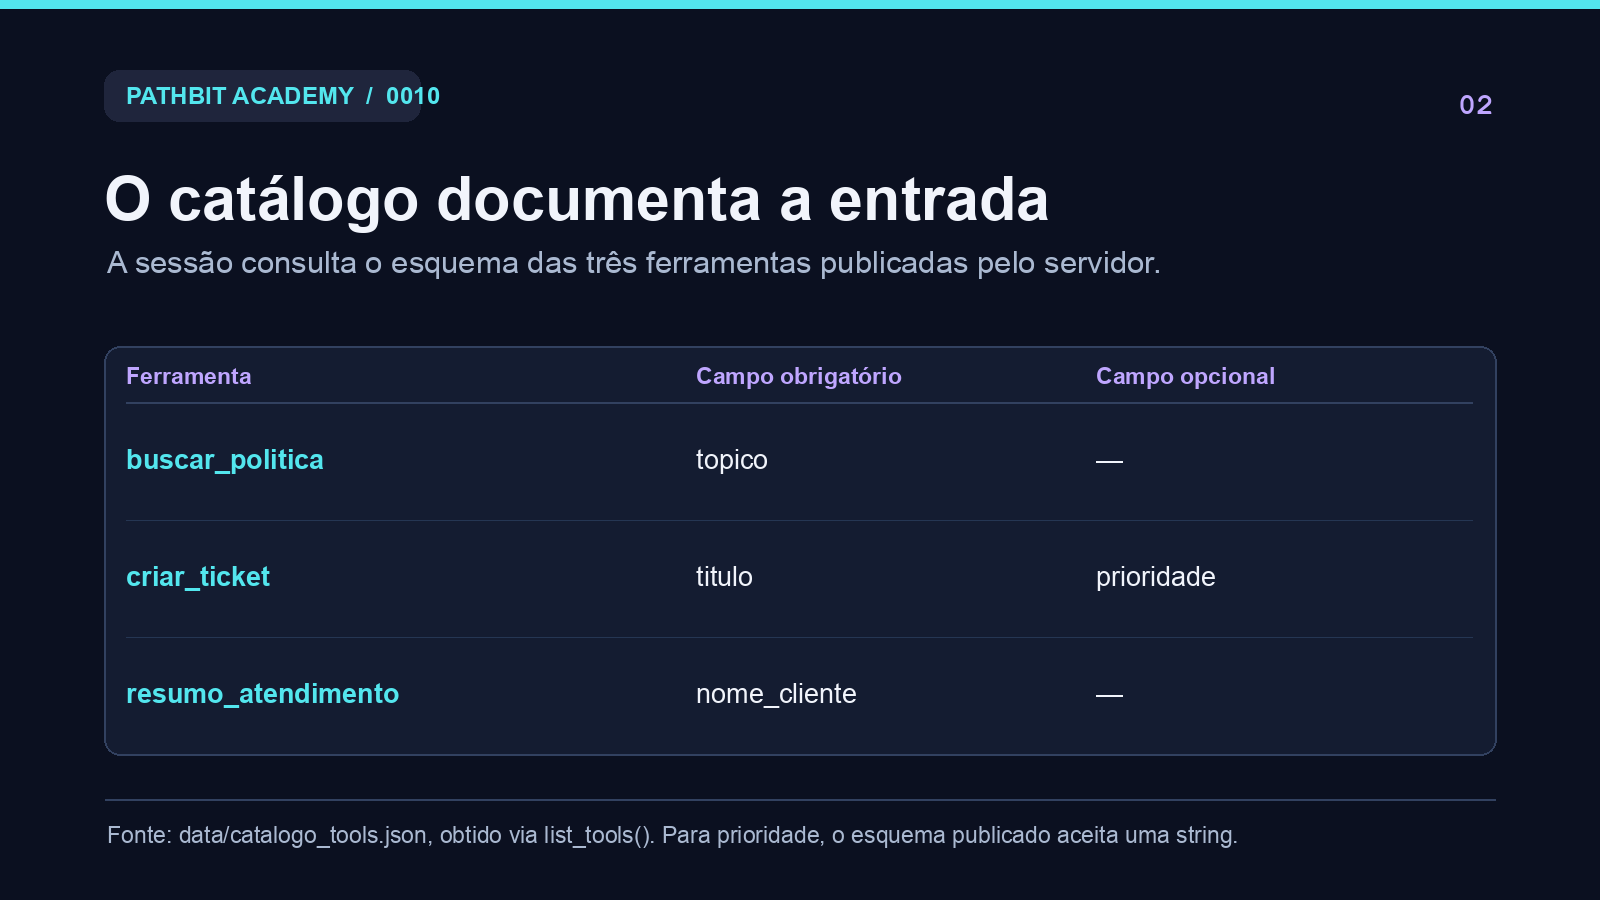 PATHBIT ACADEMY / 0010
02
O catálogo documenta a entrada
A sessão consulta o esquema das três ferramentas publicadas pelo servidor.
Ferramenta Campo obrigatório Campo opcional
buscar_politica topico —
criar_ticket titulo prioridade
resumo_atendimento nome_cliente —
Fonte: data/catalogo_tools.json, obtido via list_tools(). Para prioridade, o esquema publicado aceita uma string.